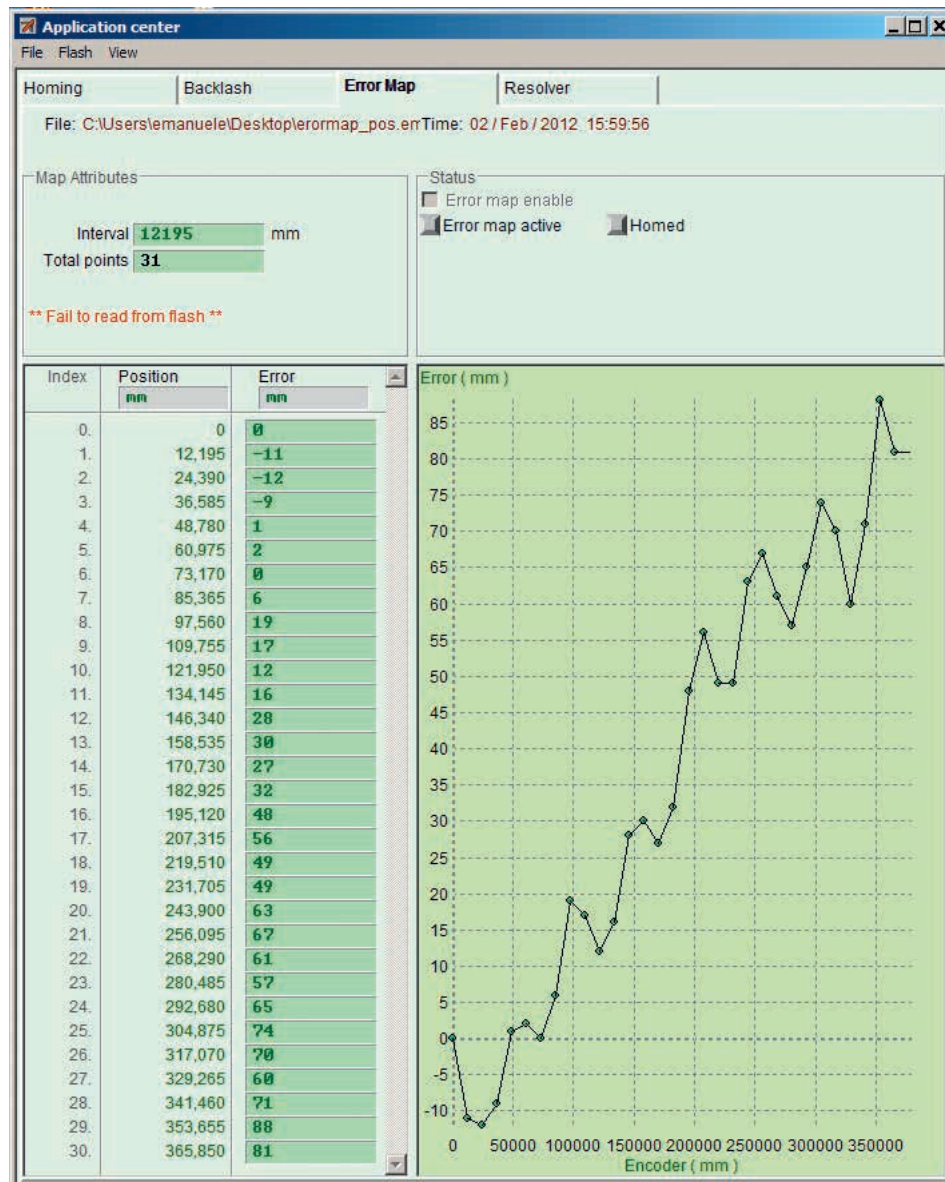 Application center
File Flash View
Homing Backlash Error Map Resolver
File: C:\Users\emanuele\Desktop\erormap_pos.errTime: 02 / Feb / 2012 15:59:56
Map Attributes
Interval 12195 mm
Total points 31
** Fail to read from flash **
Status
Error map enable
Error map active Homed
Index Position Error
mm mm
0. 0 0
1. 12,195 -11
2. 24,390 -12
3. 36,585 -9
4. 48,780 1
5. 60,975 2
6. 73,170 0
7. 85,365 6
8. 97,560 19
9. 109,755 17
10. 121,950 12
11. 134,145 16
12. 146,340 28
13. 158,535 30
14. 170,730 27
15. 182,925 32
16. 195,120 48
17. 207,315 56
18. 219,510 49
19. 231,705 49
20. 243,900 63
21. 256,095 67
22. 268,290 61
23. 280,485 57
24. 292,680 65
25. 304,875 74
26. 317,070 70
27. 329,265 60
28. 341,460 71
29. 353,655 88
30. 365,850 81
Error ( mm )
85
80
75
70
65
60
55
50
45
40
35
30
25
20
15
10
5
0
-5
-10
0 50000 100000 150000 200000 250000 300000 350000
Encoder ( mm )